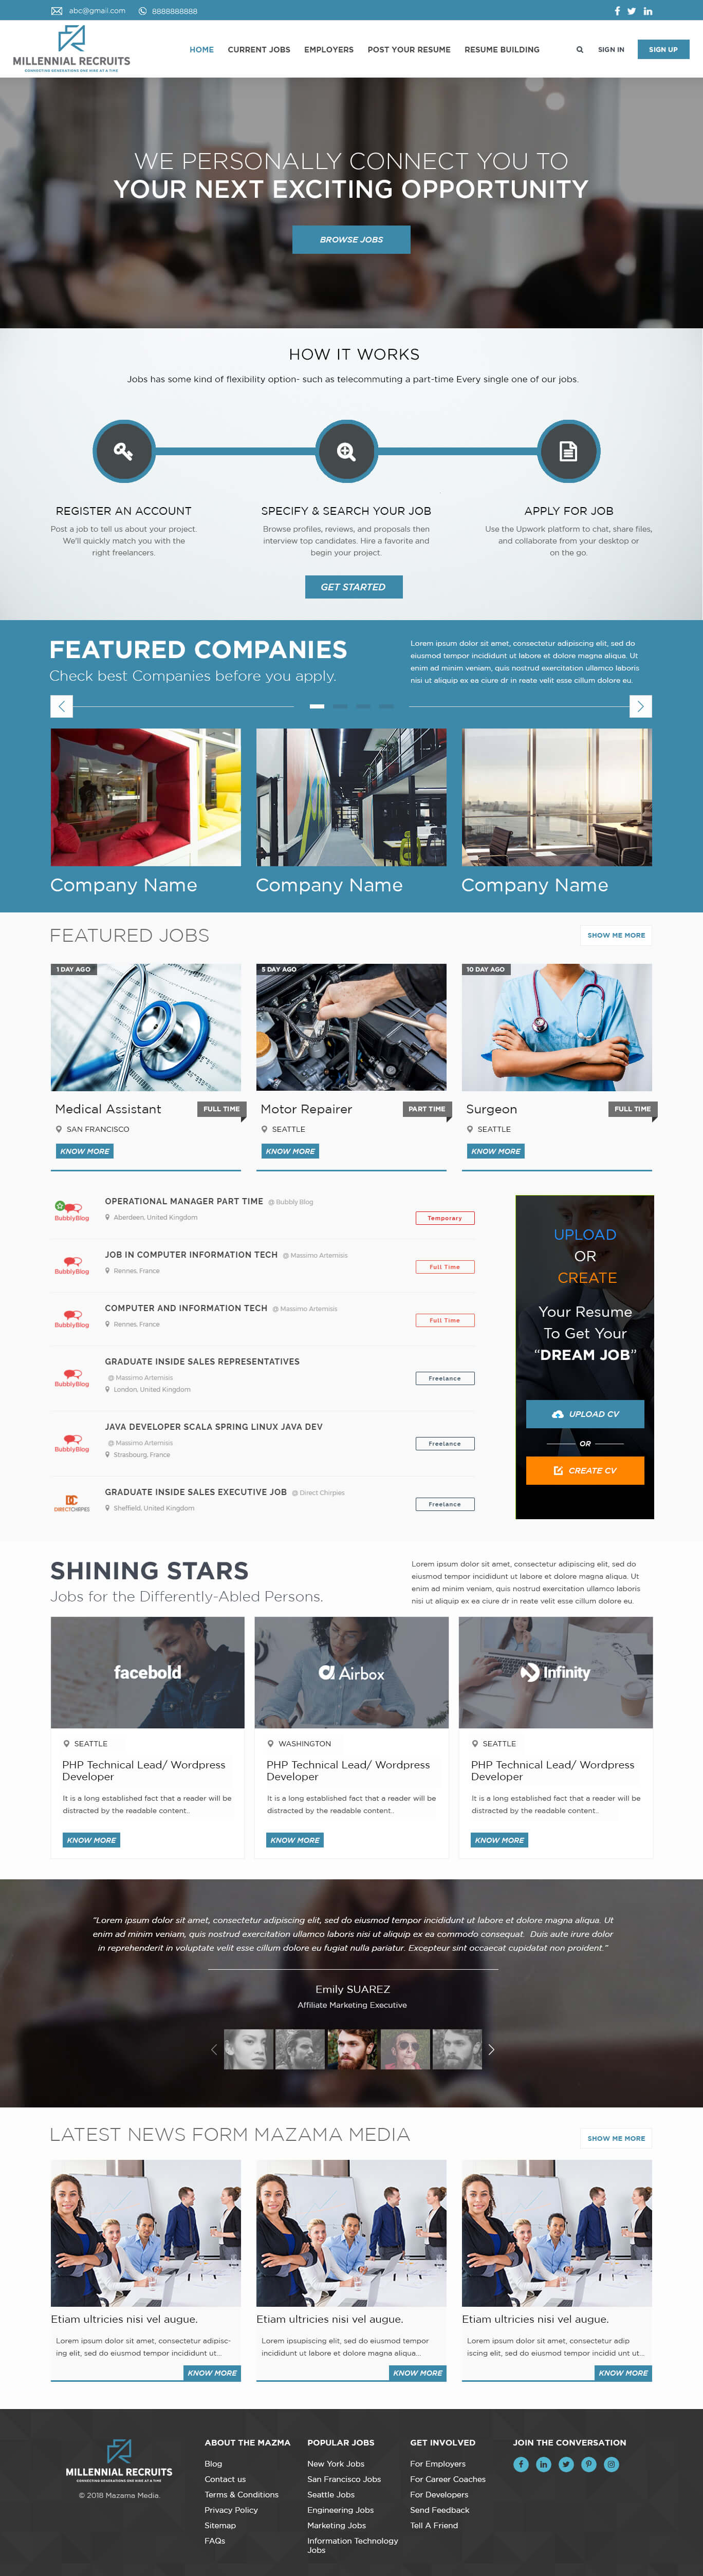 abc@gmail.com 8888888888
MILLENNIAL RECRUITS
CONNECTING GENERATIONS ONE HIRE AT A TIME
HOME CURRENT JOBS EMPLOYERS POST YOUR RESUME RESUME BUILDING SIGN IN SIGN UP
WE PERSONALLY CONNECT YOU TO
YOUR NEXT EXCITING OPPORTUNITY
BROWSE JOBS
HOW IT WORKS
Jobs has some kind of flexibility option- such as telecommuting a part-time Every single one of our jobs.
REGISTER AN ACCOUNT
Post a job to tell us about your project.
We'll quickly match you with the
right freelancers.
SPECIFY & SEARCH YOUR JOB
Browse profiles, reviews, and proposals then
interview top candidates. Hire a favorite and
begin your project.
APPLY FOR JOB
Use the Upwork platform to chat, share files,
and collaborate from your desktop or
on the go.
GET STARTED
FEATURED COMPANIES
Check best Companies before you apply.
Lorem ipsum dolor sit amet, consectetur adipiscing elit, sed do
eiusmod tempor incididunt ut labore et dolore magna aliqua. Ut
enim ad minim veniam, quis nostrud exercitation ullamco laboris
nisi ut aliquip ex ea ciure dr in reate velit esse cillum dolore eu.
Company Name
Company Name
Company Name
FEATURED JOBS
SHOW ME MORE
1 DAY AGO
Medical Assistant
FULL TIME
SAN FRANCISCO
KNOW MORE
5 DAY AGO
Motor Repairer
PART TIME
SEATTLE
KNOW MORE
10 DAY AGO
Surgeon
FULL TIME
SEATTLE
KNOW MORE
BubblyBlog
OPERATIONAL MANAGER PART TIME @ Bubbly Blog
Aberdeen, United Kingdom
Temporary
BubblyBlog
JOB IN COMPUTER INFORMATION TECH @ Massimo Artemisis
Rennes, France
Full Time
BubblyBlog
COMPUTER AND INFORMATION TECH @ Massimo Artemisis
Rennes, France
Full Time
BubblyBlog
GRADUATE INSIDE SALES REPRESENTATIVES
@ Massimo Artemisis
London, United Kingdom
Freelance
BubblyBlog
JAVA DEVELOPER SCALA SPRING LINUX JAVA DEV
@ Massimo Artemisis
Strasbourg, France
Freelance
DIRECTCHIRPIES
GRADUATE INSIDE SALES EXECUTIVE JOB @ Direct Chirpies
Sheffield, United Kingdom
Freelance
UPLOAD
OR
CREATE
Your Resume
To Get Your
“DREAM JOB”
UPLOAD CV
OR
CREATE CV
SHINING STARS
Jobs for the Differently-Abled Persons.
Lorem ipsum dolor sit amet, consectetur adipiscing elit, sed do
eiusmod tempor incididunt ut labore et dolore magna aliqua. Ut
enim ad minim veniam, quis nostrud exercitation ullamco laboris
nisi ut aliquip ex ea ciure dr in reate velit esse cillum dolore eu.
facebold
SEATTLE
PHP Technical Lead/ Wordpress
Developer
It is a long established fact that a reader will be
distracted by the readable content..
KNOW MORE
Airbox
WASHINGTON
PHP Technical Lead/ Wordpress
Developer
It is a long established fact that a reader will be
distracted by the readable content..
KNOW MORE
Infinity
SEATTLE
PHP Technical Lead/ Wordpress
Developer
It is a long established fact that a reader will be
distracted by the readable content..
KNOW MORE
“Lorem ipsum dolor sit amet, consectetur adipiscing elit, sed do eiusmod tempor incididunt ut labore et dolore magna aliqua. Ut
enim ad minim veniam, quis nostrud exercitation ullamco laboris nisi ut aliquip ex ea commodo consequat. Duis aute irure dolor
in reprehenderit in voluptate velit esse cillum dolore eu fugiat nulla pariatur. Excepteur sint occaecat cupidatat non proident.”
Emily SUAREZ
Affiliate Marketing Executive
LATEST NEWS FORM MAZAMA MEDIA
SHOW ME MORE
Etiam ultricies nisi vel augue.
Lorem ipsum dolor sit amet, consectetur adipisc-
ing elit, sed do eiusmod tempor incididunt ut...
KNOW MORE
Etiam ultricies nisi vel augue.
Lorem ipsupiscing elit, sed do eiusmod tempor
incididunt ut labore et dolore magna aliqua...
KNOW MORE
Etiam ultricies nisi vel augue.
Lorem ipsum dolor sit amet, consectetur adip
iscing elit, sed do eiusmod tempor incidid unt ut...
KNOW MORE
MILLENNIAL RECRUITS
CONNECTING GENERATIONS ONE HIRE AT A TIME
© 2018 Mazama Media.
ABOUT THE MAZMA
Blog
Contact us
Terms & Conditions
Privacy Policy
Sitemap
FAQs
POPULAR JOBS
New York Jobs
San Francisco Jobs
Seattle Jobs
Engineering Jobs
Marketing Jobs
Information Technology
Jobs
GET INVOLVED
For Employers
For Career Coaches
For Developers
Send Feedback
Tell A Friend
JOIN THE CONVERSATION